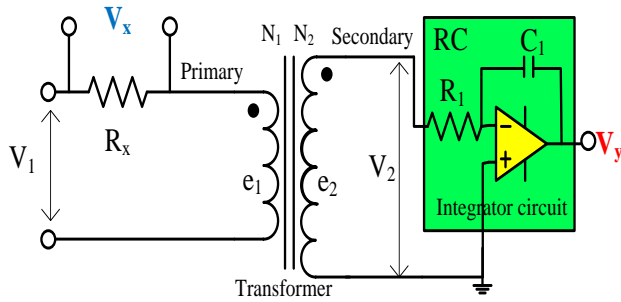 Vx
N1 N2 Secondary
RC
C1
Primary
R1
Rx
V1
e1
e2
V2
−
+
Vy
Integrator circuit
Transformer